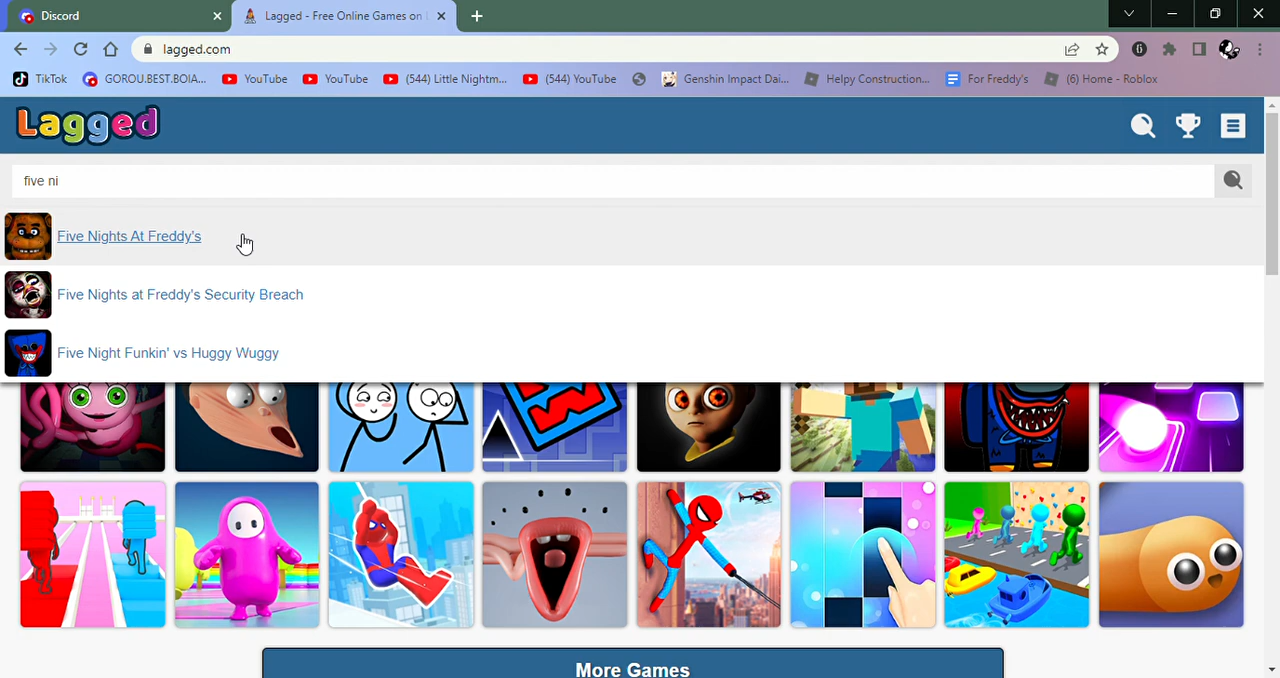 Discord
Lagged - Free Online Games on
lagged.com
TikTok
GOROU.BEST.BOIA...
YouTube
YouTube
(544) Little Nightm...
(544) YouTube
Genshin Impact Dai...
Helpy Construction...
For Freddy's
(6) Home - Roblox
Lagged
five ni
Five Nights At Freddy's
Five Nights at Freddy's Security Breach
Five Night Funkin' vs Huggy Wuggy
More Games